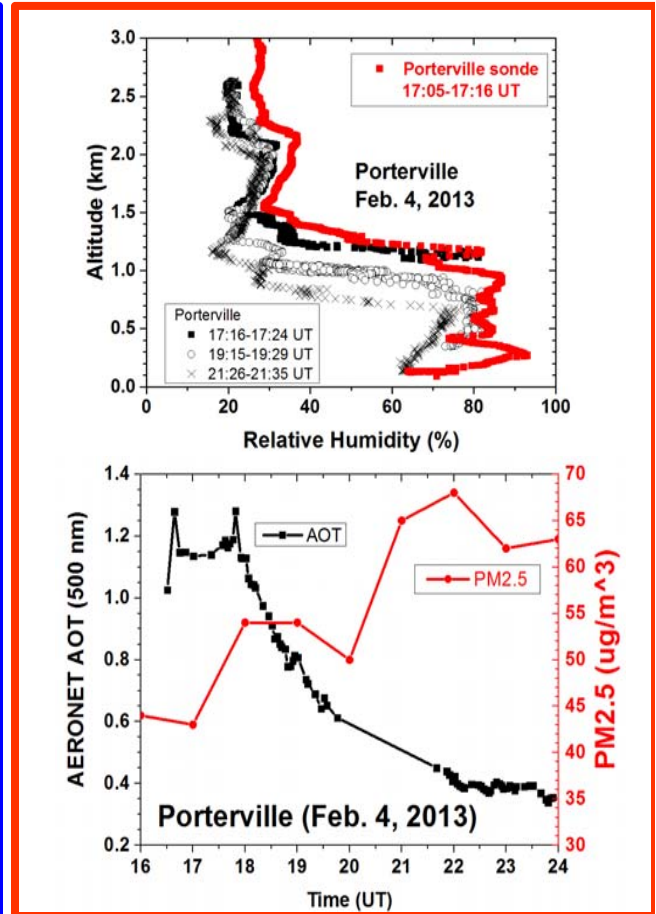 3.0
2.5
2.0
1.5
1.0
0.5
0.0
Altitude (km)
Porterville sonde
17:05-17:16 UT
Porterville
Feb. 4, 2013
Porterville
17:16-17:24 UT
19:15-19:29 UT
21:26-21:35 UT
0 20 40 60 80 100
Relative Humidity (%)
1.4
1.2
1.0
0.8
0.6
0.4
0.2
AERONET AOT (500 nm)
AOT
PM2.5
70
65
60
55
50
45
40
35
30
PM2.5 (ug/m^3)
Porterville (Feb. 4, 2013)
16 17 18 19 20 21 22 23 24
Time (UT)